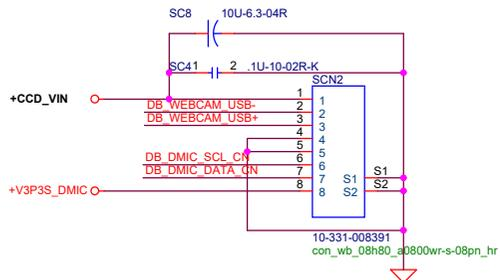 SC8 10U-6.3-04R
SC41 1 2 .1U-10-02R-K
SCN2
+CCD_VIN 1 1
DB_WEBCAM_USB- 2 2
DB_WEBCAM_USB+ 3 3
4 4
5 5
DB_DMIC_SCL_CN 6 6
DB_DMIC_DATA_CN 7 7 S1 S1
+V3P3S_DMIC 8 8 S2 S2
10-331-008391
con_wb_08h80_a0800wr-s-08pn_hr